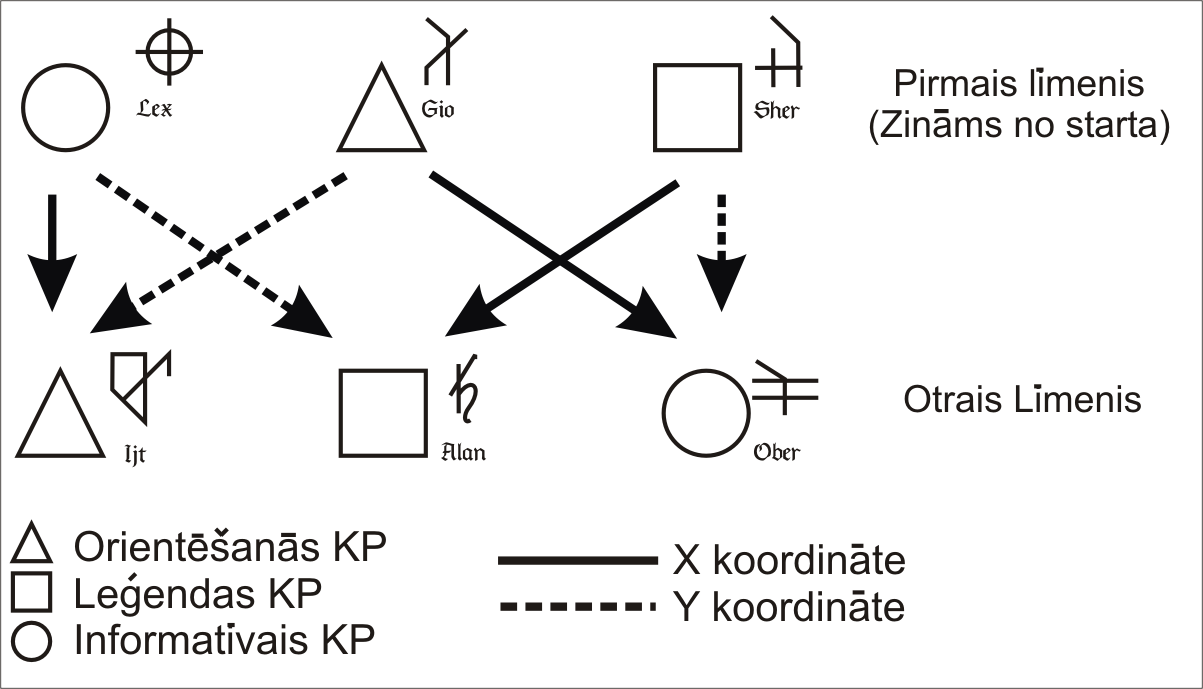 Lex
Gio
Sher
Pirmais līmenis
(Zināms no starta)
Ijt
Alan
Ober
Otrais Līmenis
Orientēšanās KP
Leģendas KP
Informatīvais KP
X koordināte
Y koordināte